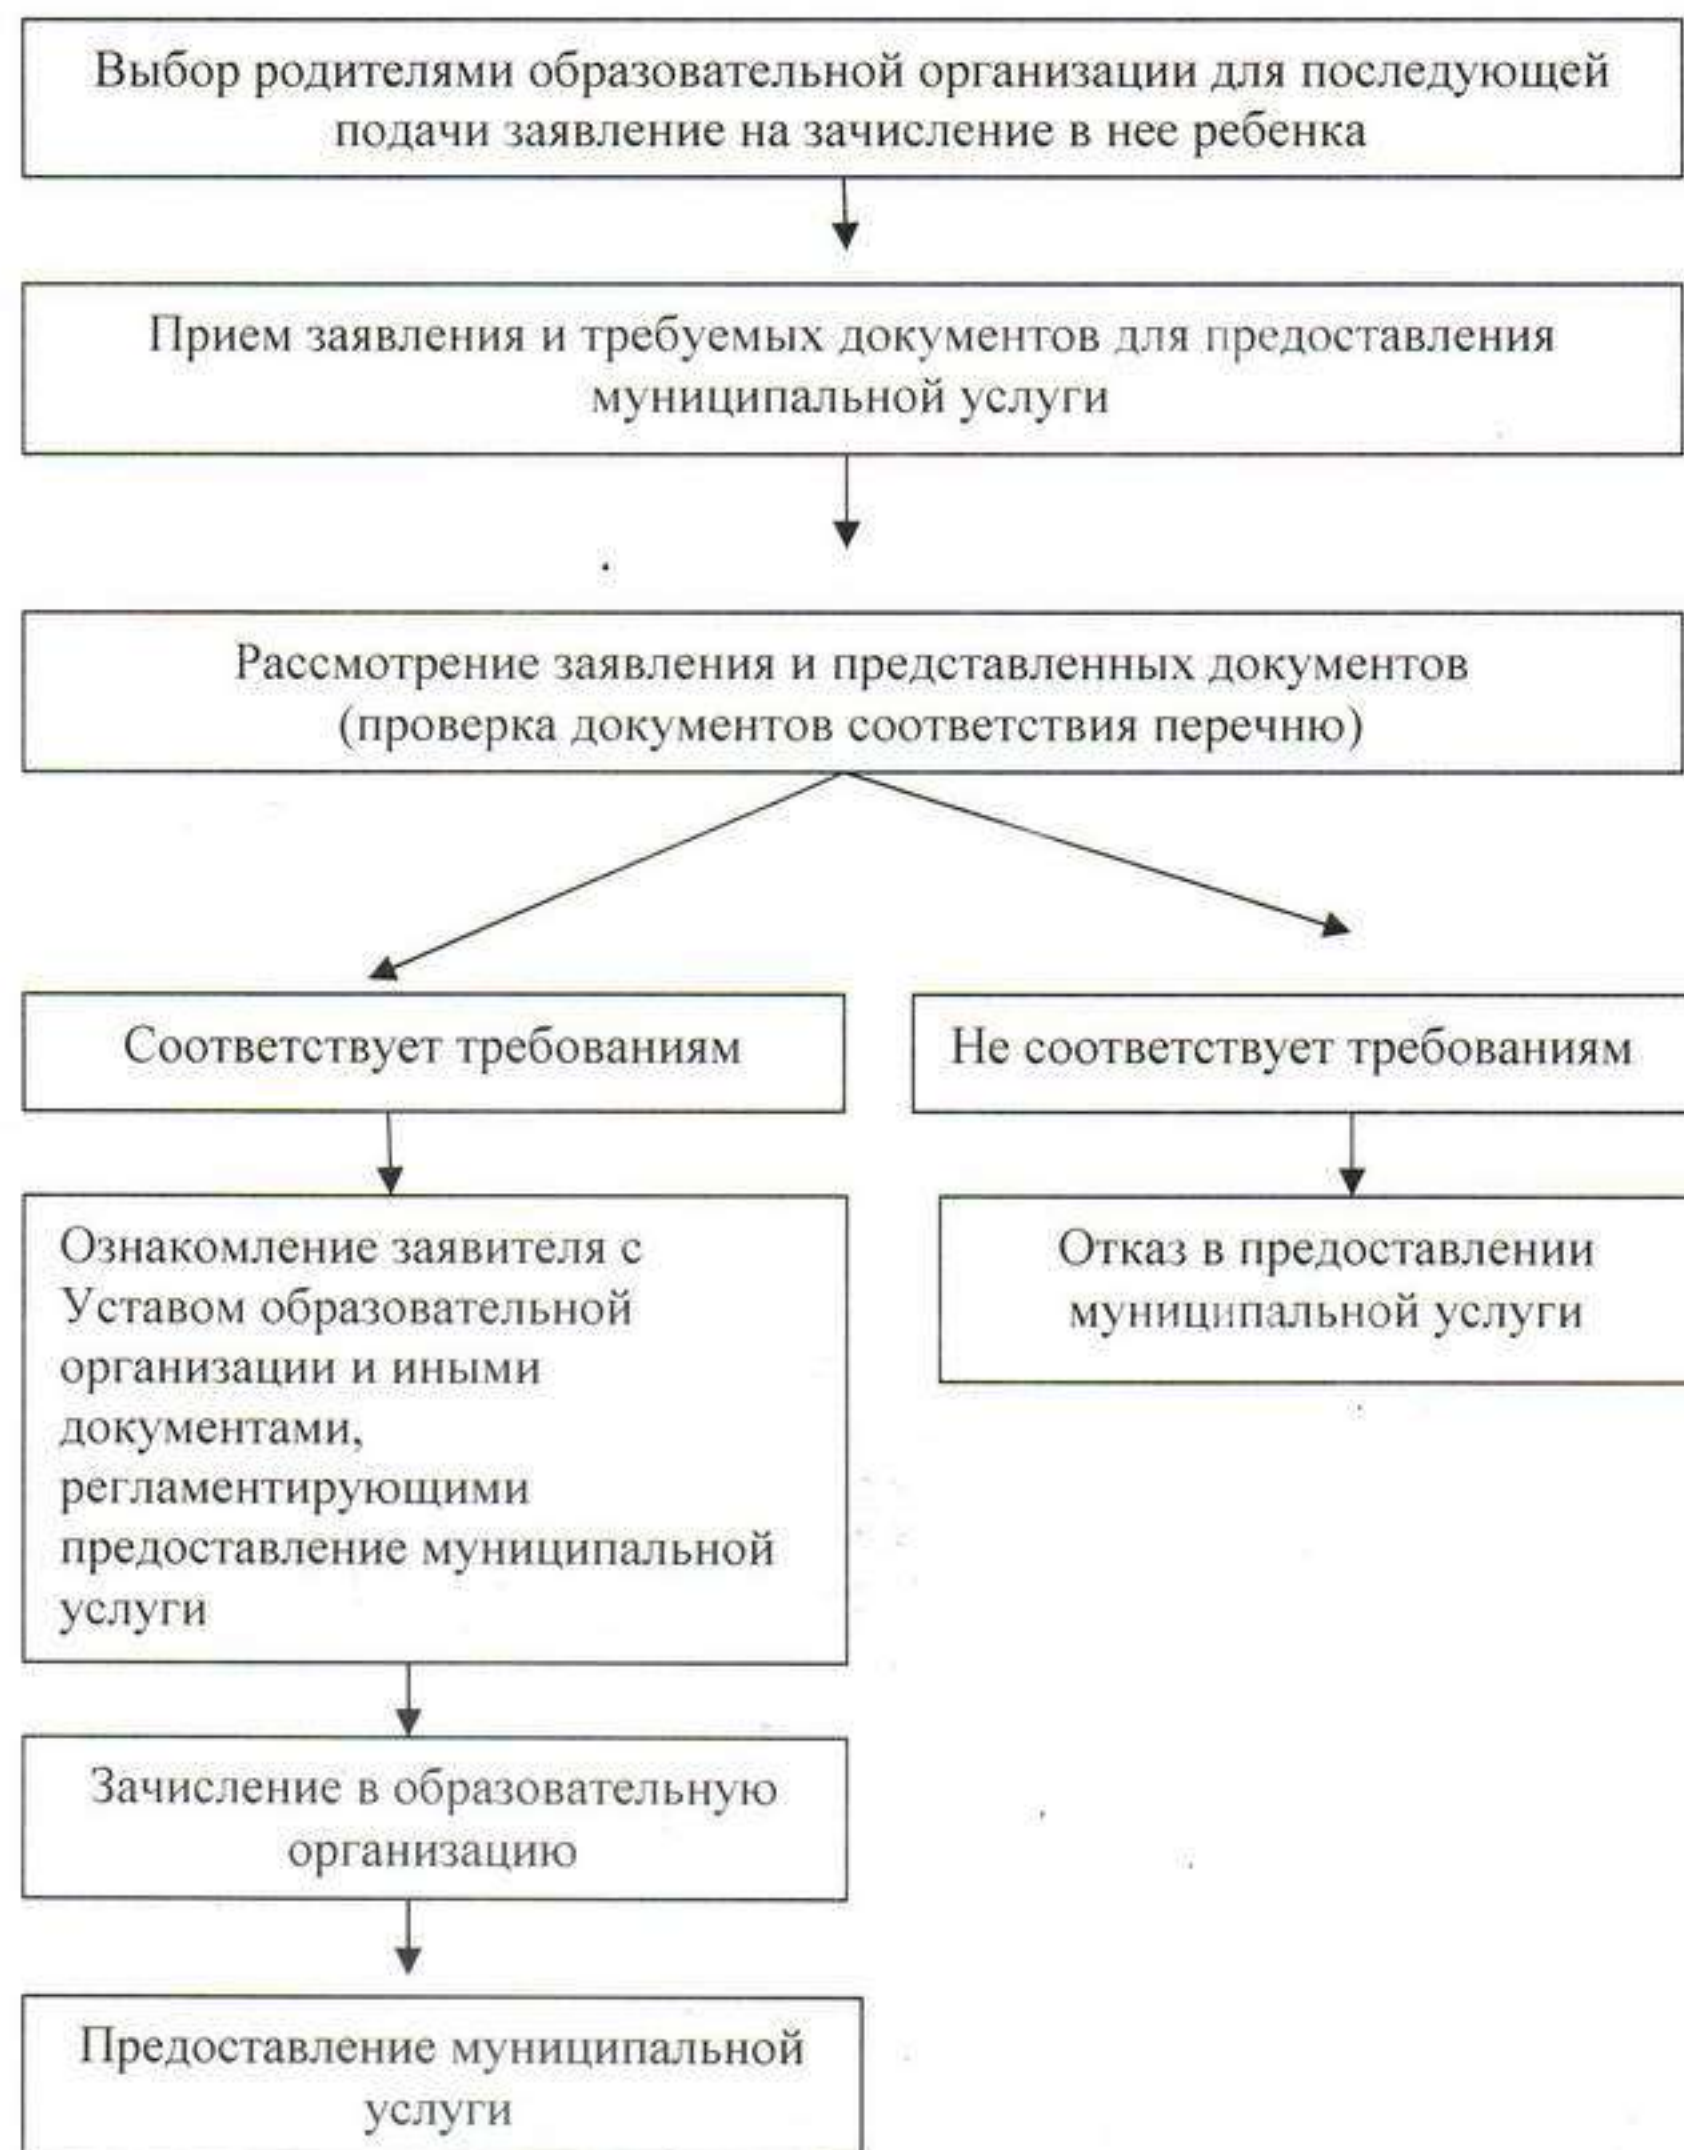 Выбор родителями образовательной организации для последующей
подачи заявление на зачисление в нее ребенка
Прием заявления и требуемых документов для предоставления
муниципальной услуги
Рассмотрение заявления и представленных документов
(проверка документов соответствия перечню)
Соответствует требованиям
Не соответствует требованиям
Ознакомление заявителя с
Уставом образовательной
организации и иными
документами,
регламентирующими
предоставление муниципальной
услуги
Отказ в предоставлении
муниципальной услуги
Зачисление в образовательную
организацию
Предоставление муниципальной
услуги